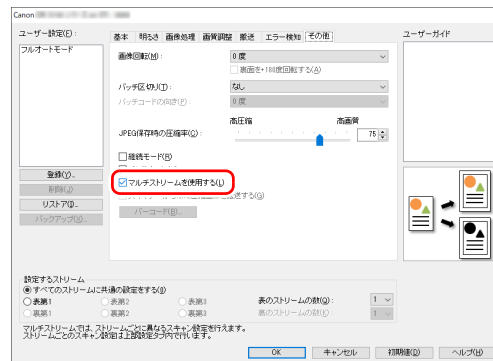 Canon
ユーザー設定(E):
フルオートモード
登録(Y)...
削除(J)
リストア(I)...
バックアップ(X)...
基本 明るさ 画像処理 画質調整 搬送 エラー検知 その他
画像回転(M): 0 度
裏面を+180度回転する(A)
バッチ区切り(T): なし
バッチコードの向き(P): 0 度
高圧縮 高画質
JPEG保存時の圧縮率(C): 75
継続モード(R)
マルチストリームを使用する(L)
する(G)
バーコード(B)...
ユーザーガイド
設定するストリーム
すべてのストリームに共通の設定をする(I)
表第1 表第2 表第3 表のストリームの数(Q): 1
裏第1 裏第2 裏第3 裏のストリームの数(K): 1
マルチストリームでは、ストリームごとに異なるスキャン設定が行えます。
ストリームごとのスキャン設定は上部設定タブ内で行います。
OK キャンセル 初期値(D) ヘルプ(H)